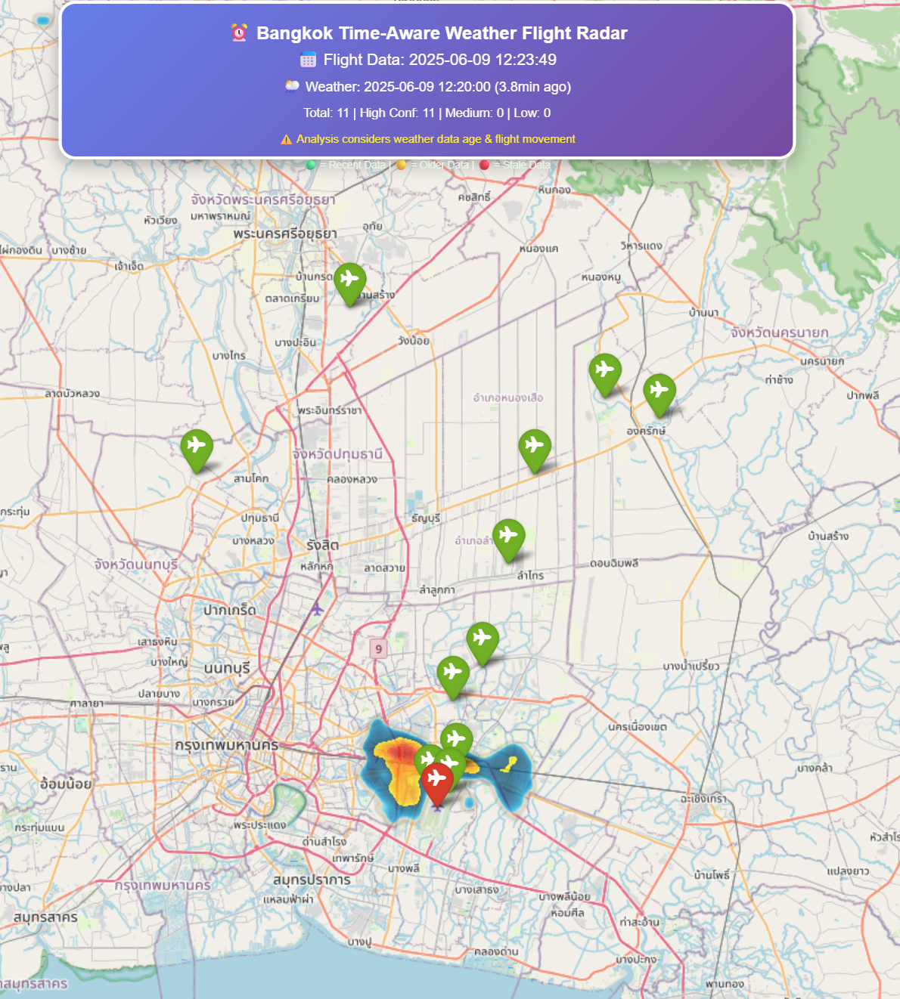 Bangkok Time-Aware Weather Flight Radar
Flight Data: 2025-06-09 12:23:49
Weather: 2025-06-09 12:20:00 (3.8min ago)
Total: 11 | High Conf: 11 | Medium: 0 | Low: 0
Analysis considers weather data age & flight movement
= Recent Data | = Older Data | = Stale Data
จังหวัดพระนครศรีอยุธยา
คชสิทธิ์
หินกอง
หัวเวียง
มหาพราหมณ์
อุทัย
พระนครศรีอยุธยา
ไผ่กองดิน
บางซ้าย
หนองแค
วิหารแดง
เจ้าเจ็ด
บ้านกรด
หนองหมู
ตลาดเกรียบ
บ้านสร้าง
บ้านนา
จังหวัดนครนายก
บางปะอิน
วังน้อย
บางไทร
นครนายก
ท่าช้าง
ลาดบัวหลวง
อำเภอหนองเสือ
ปากพลี
พระอินทร์ราชา
องครักษ์
จังหวัดปทุมธานี
สามโคก
คลองหลวง
กระทุ่ม
ปทุมธานี
ธัญบุรี
บางหลวง
รังสิต
อำเภอลำ
บ้านสร้าง
จังหวัดนนทบุรี
หลักหก
ลาดสวาย
ลำไทร
ดอนฉิมพลี
ลำลูกกา
ปากเกร็ด
เสาธงหิน
9
บางใหญ่
นนทบุรี
บางน้ำเปรี้ยว
ปลายบาง
บางกรวย
ศาลายา
นครเนื่องเขต
กรุงเทพมหานคร
อ้อมน้อย
บางคล้า
ฉะเชิงเทรา
กระทุ่มแบน
พระประแดง
ด่านสำโรง
เทพารักษ์
บางพลี
แปลงยาว
สมุทรปราการ
บ้านโพธิ์
กรุงเทพมหานคร
บางเสาธง
แหลมฟ้าผ่า
บางพลีน้อย
หอมศีล
สมุทรสาคร
ท่าสะอ้าน
บางปู
คลองด่าน
บางปะกง
พานทอง